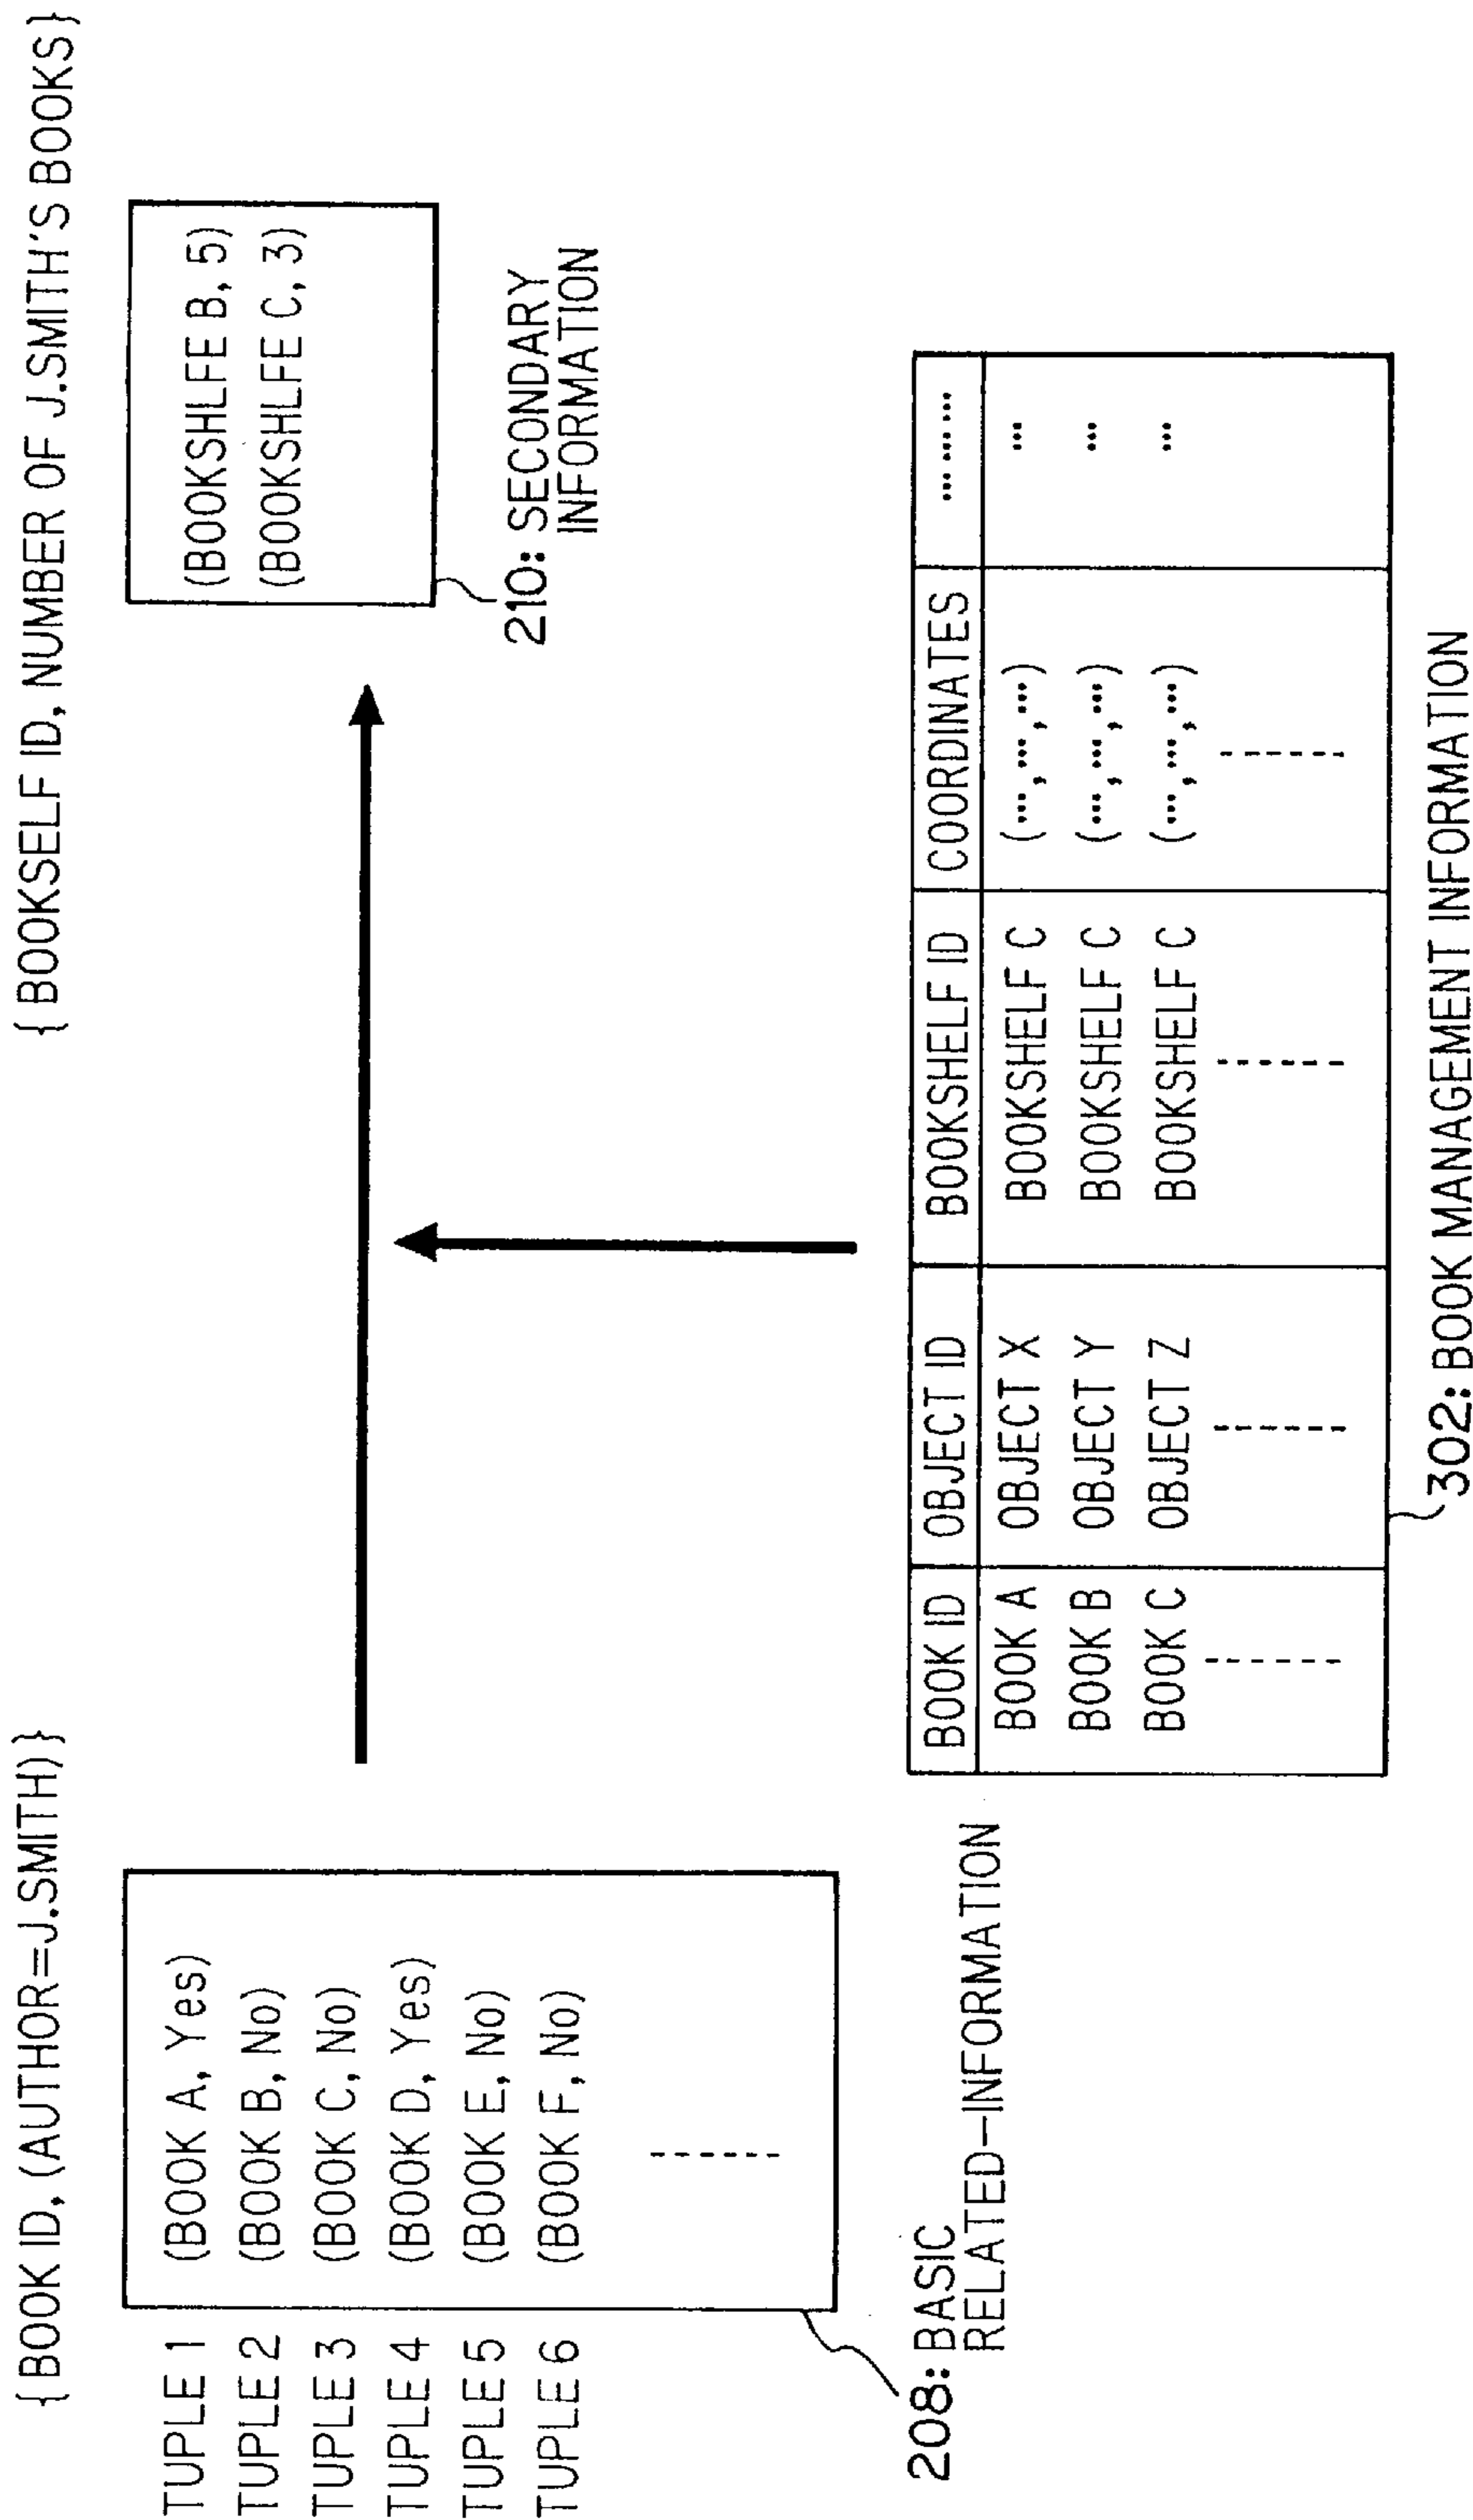 {BOOK ID, (AUTHOR=J.SMITH)}
{BOOKSELF ID, NUMBER OF J.SMITH'S BOOKS}
TUPLE 1 (BOOK A, Yes)
TUPLE 2 (BOOK B, No)
TUPLE 3 (BOOK C, No)
TUPLE 4 (BOOK D, Yes)
TUPLE 5 (BOOK E, No)
TUPLE 6 (BOOK F, No)
208: BASIC
RELATED-INFORMATION
(BOOKSHLFE B, 5)
(BOOKSHLFE C, 3)
210: SECONDARY
INFORMATION
BOOK ID OBJECT ID BOOKSHELF ID COORDINATES ………
BOOK A OBJECT X BOOKSHELF C (…,…,…) …
BOOK B OBJECT Y BOOKSHELF C (…,…,…) …
BOOK C OBJECT Z BOOKSHELF C (…,…,…) …
302: BOOK MANAGEMENT INFORMATION